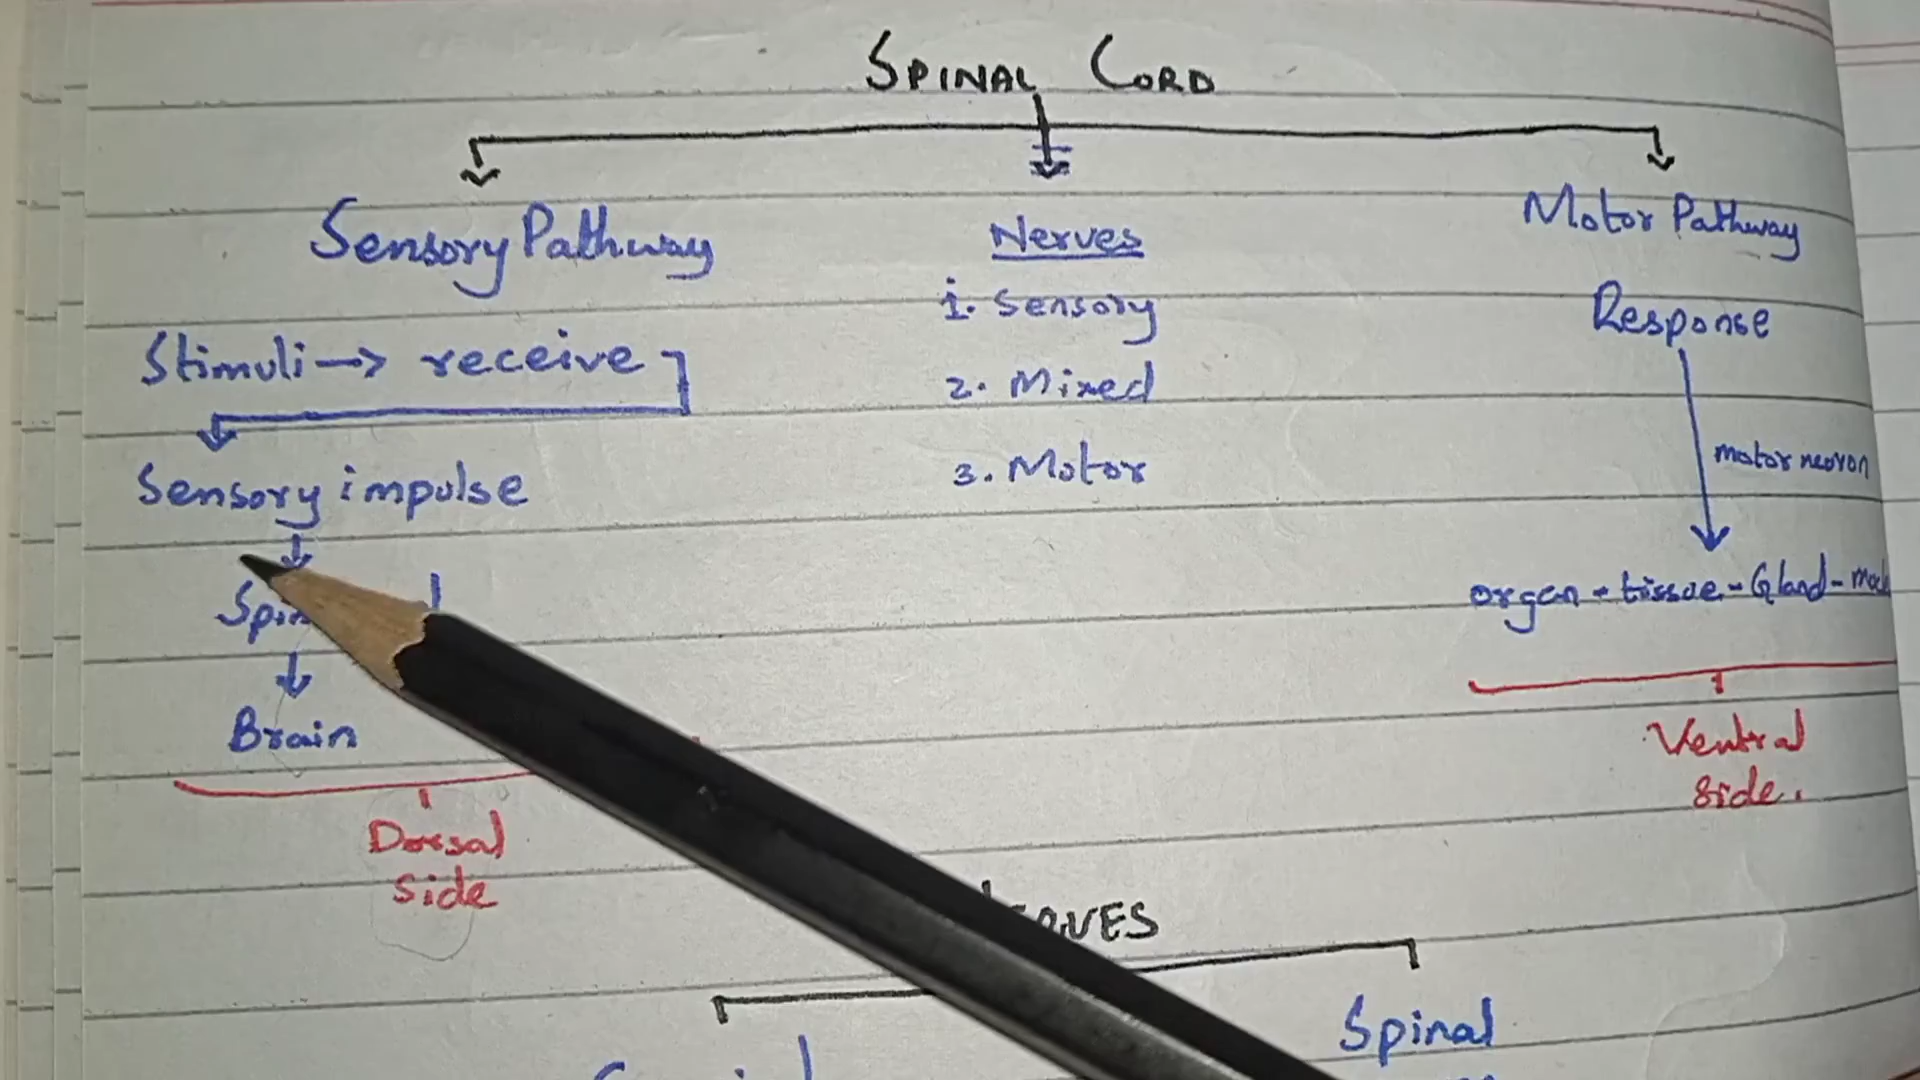 SPINAL CORD
Sensory Pathway
Stimuli → receive
Sensory impulse
Brain
Dorsal
side
Nerves
1. Sensory
2. Mixed
3. Motor
Motor Pathway
Response
motor neuron
organ - tissue - Gland -
Ventral
side.
Spinal